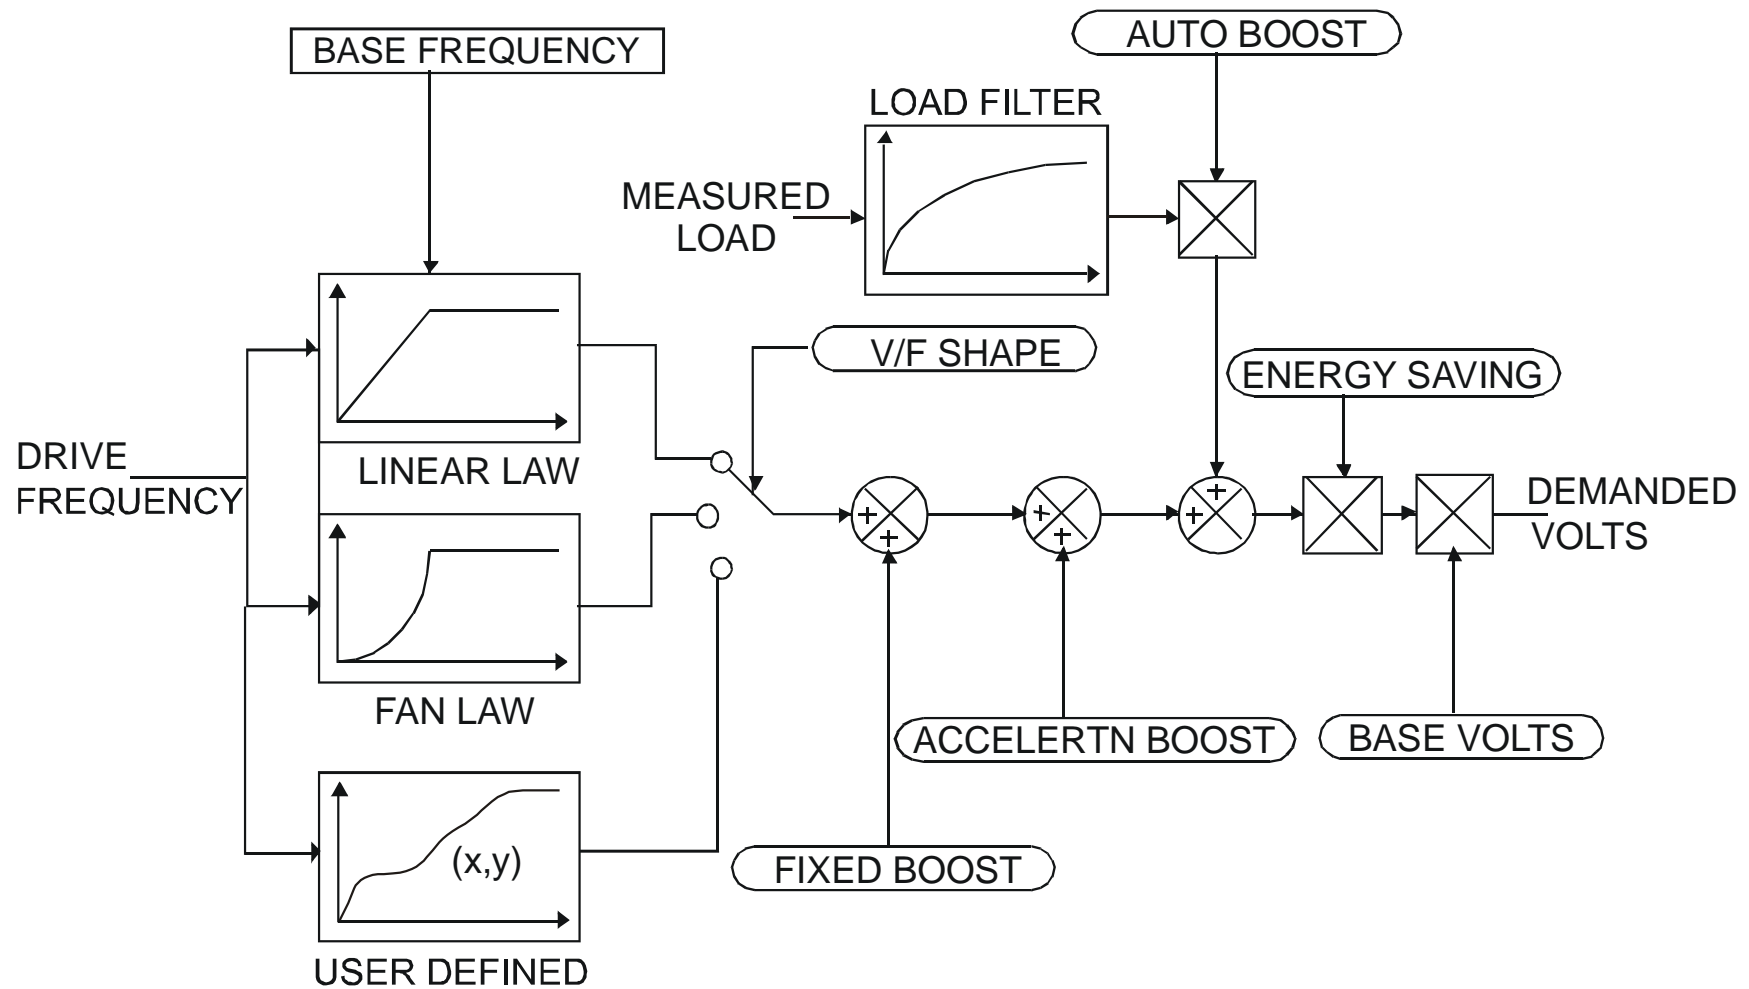 BASE FREQUENCY
AUTO BOOST
LOAD FILTER
MEASURED
LOAD
V/F SHAPE
ENERGY SAVING
DRIVE
FREQUENCY
LINEAR LAW
+
+
+
+
+
+
DEMANDED
VOLTS
FAN LAW
ACCELERTN BOOST
BASE VOLTS
(x,y)
FIXED BOOST
USER DEFINED